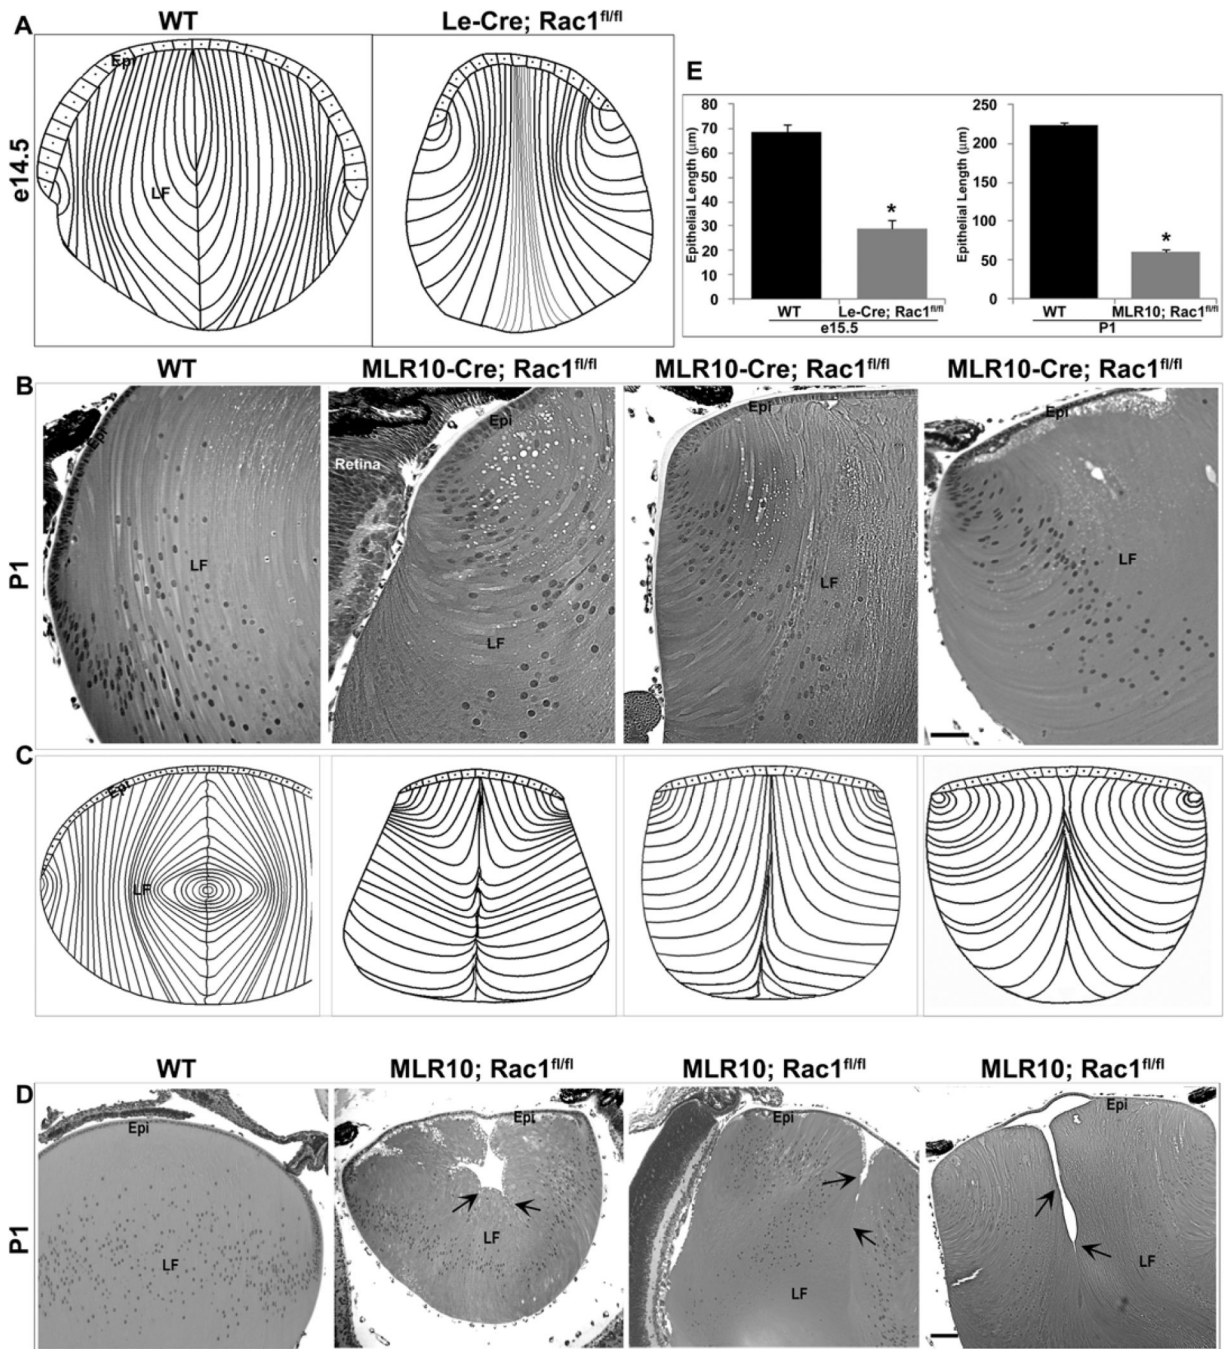 A
WT
Le-Cre; Rac1fl/fl
e14.5
Epi
LF
E
Epithelial Length (μm)
80
70
60
50
40
30
20
10
0
*
WT
Le-Cre; Rac1fl/fl
e15.5
Epithelial Length (μm)
250
200
150
100
50
0
*
WT
MLR10; Rac1fl/fl
P1
WT
MLR10-Cre; Rac1fl/fl
MLR10-Cre; Rac1fl/fl
MLR10-Cre; Rac1fl/fl
B
P1
Epi
LF
Retina
Epi
LF
Epi
LF
Epi
LF
C
Epi
LF
WT
MLR10; Rac1fl/fl
MLR10; Rac1fl/fl
MLR10; Rac1fl/fl
D
P1
Epi
LF
Epi
LF
Epi
LF
Epi
LF